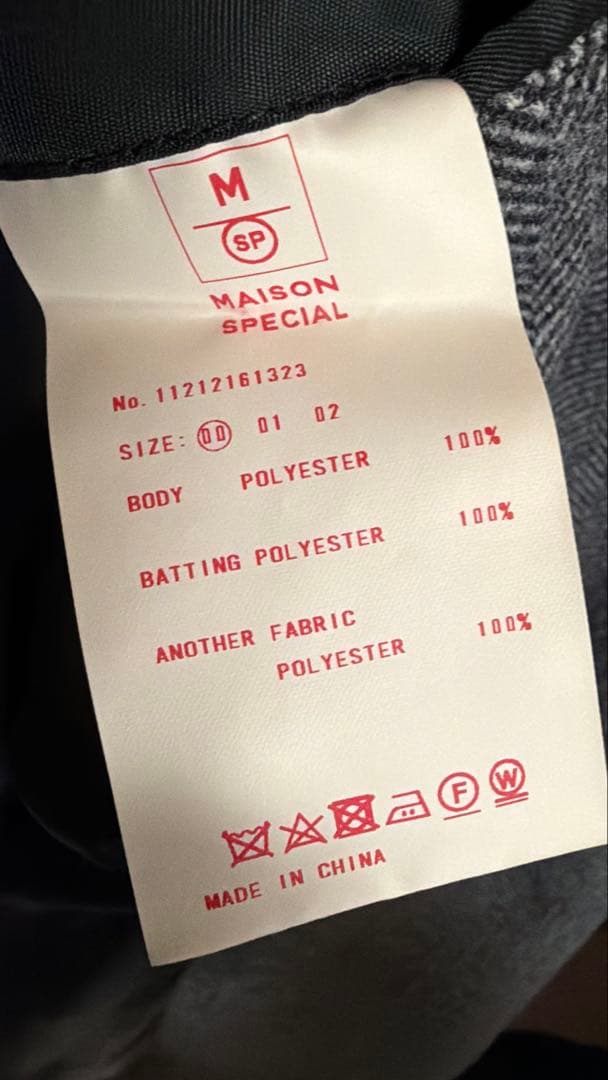 M
SP
MAISON
SPECIAL
No. 11212161323
SIZE: 00 01 02
BODY POLYESTER 100%
BATTING POLYESTER 100%
ANOTHER FABRIC
POLYESTER 100%
F W
MADE IN CHINA